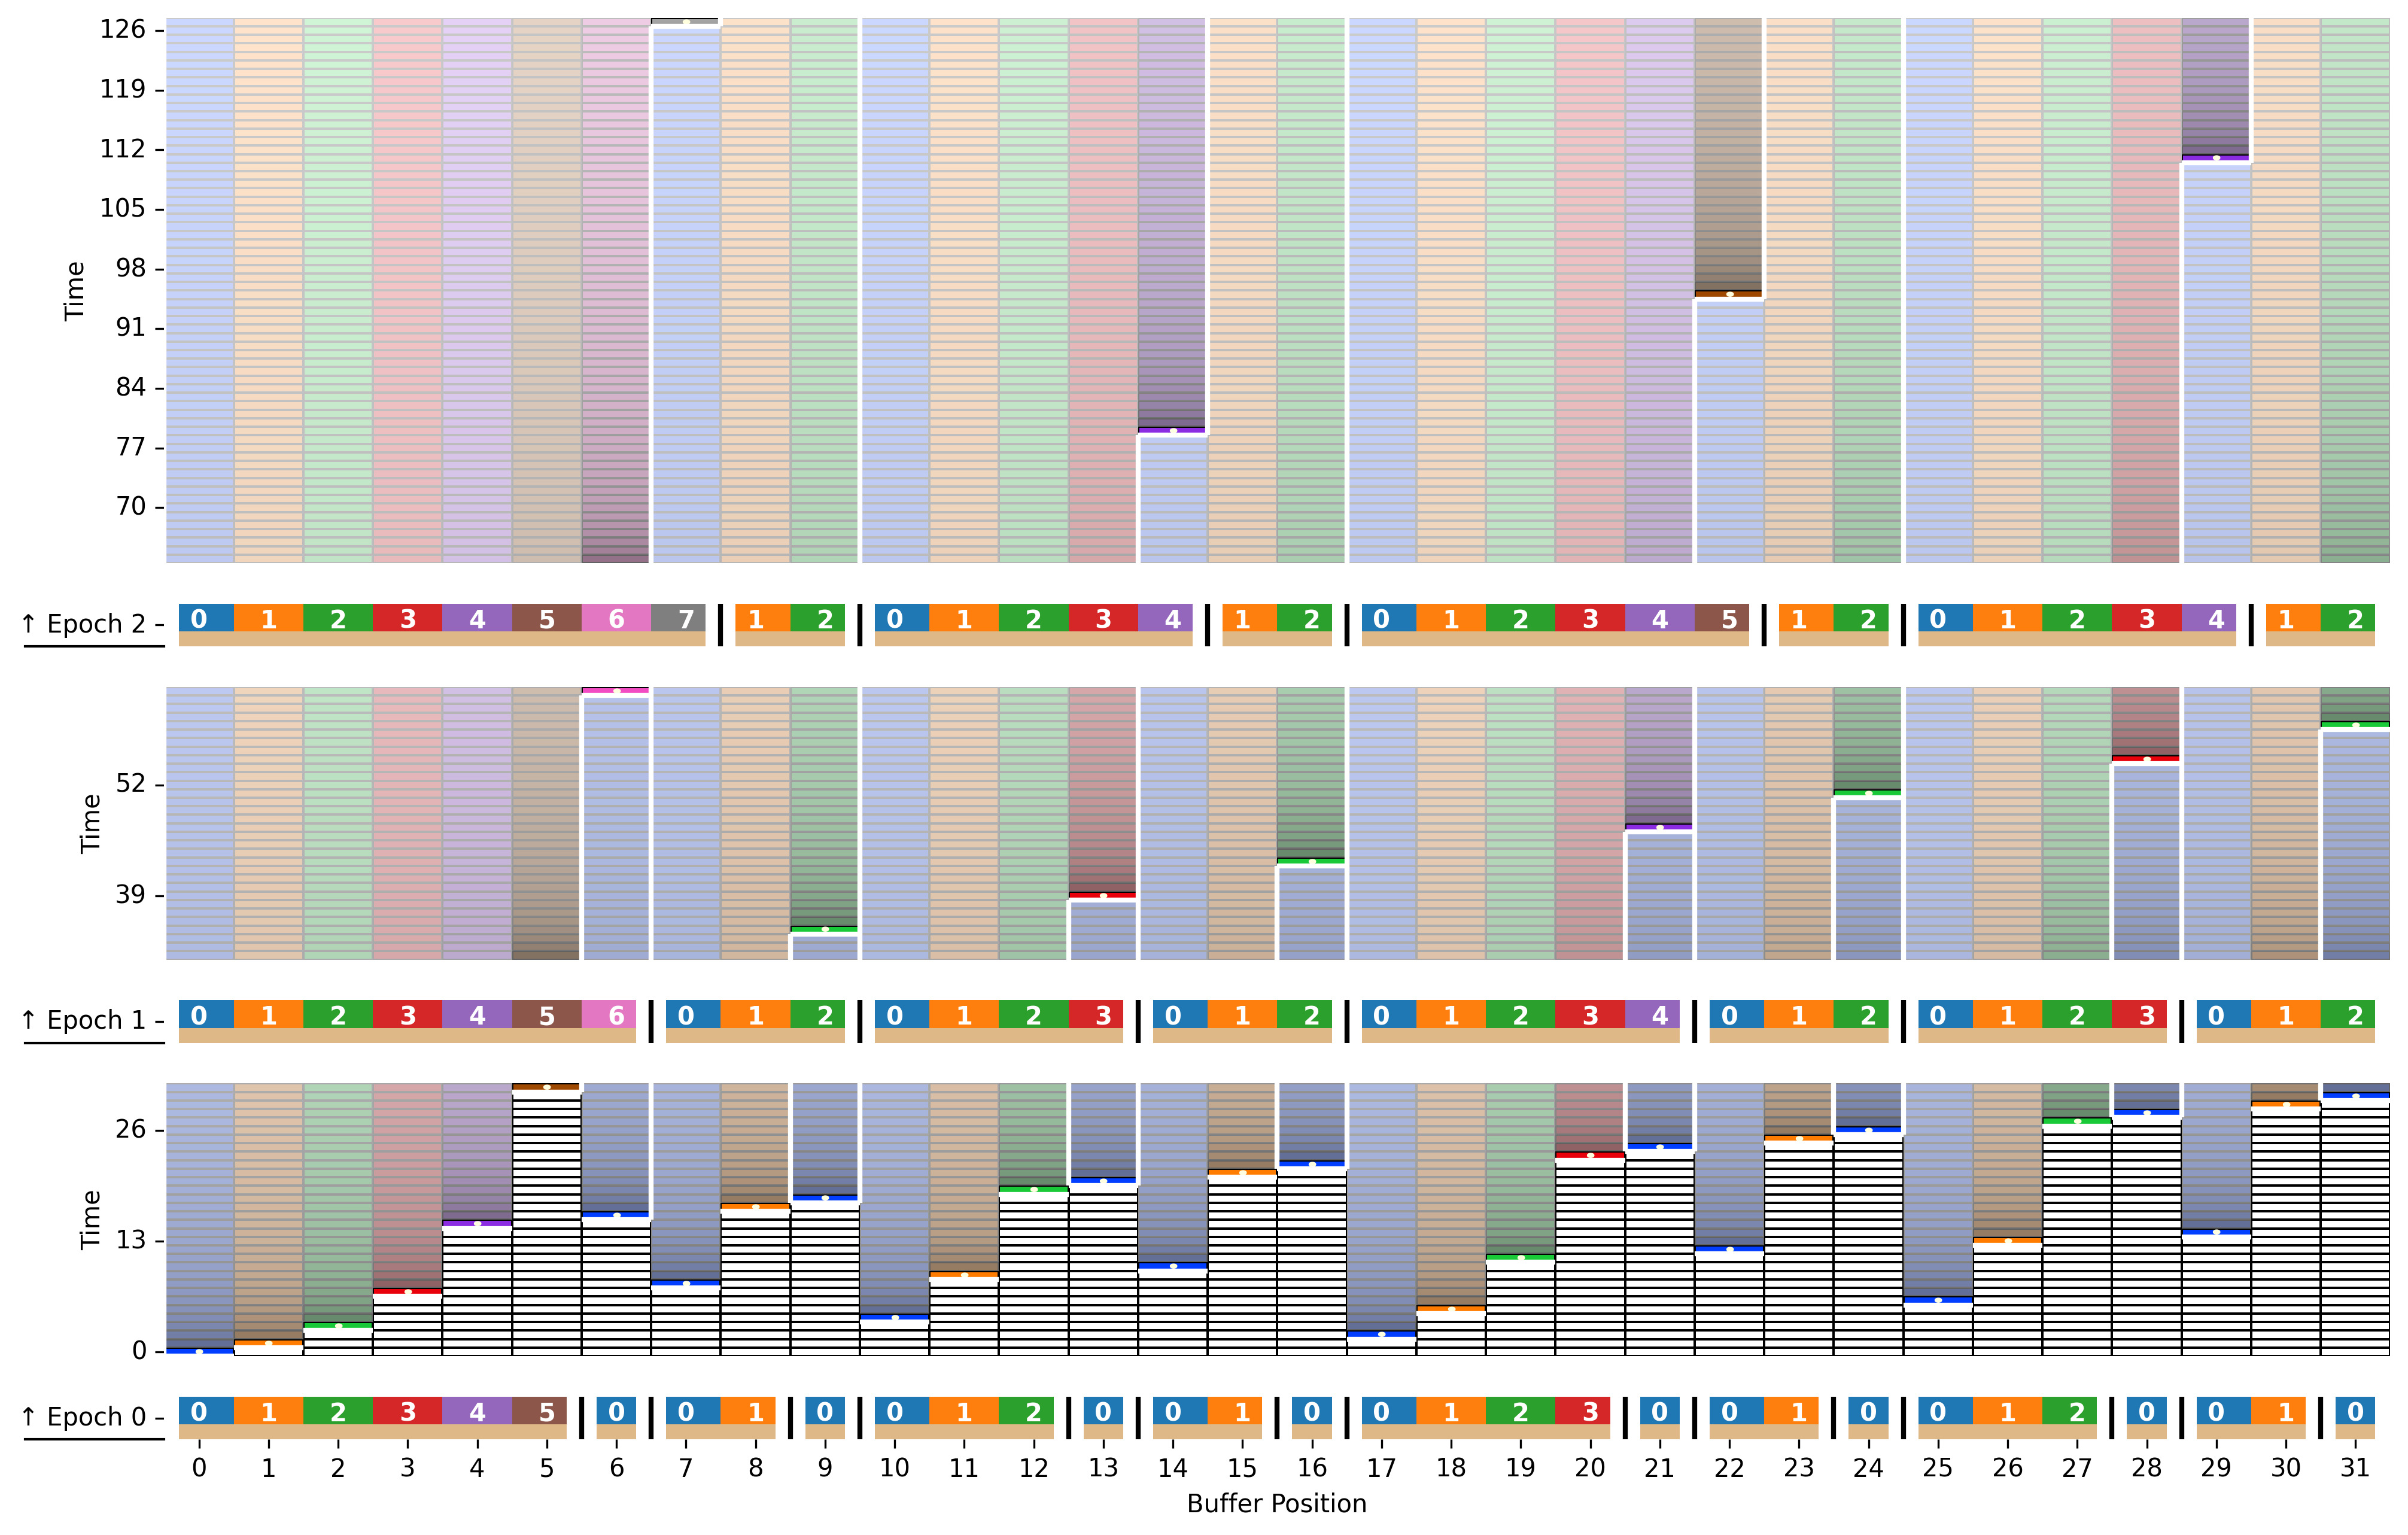 126
119
112
105
98
91
84
77
70
Time
↑ Epoch 2
0 1 2 3 4 5 6 7 1 2 0 1 2 3 4 1 2 0 1 2 3 4 5 1 2 0 1 2 3 4 1 2
52
39
Time
↑ Epoch 1
0 1 2 3 4 5 6 0 1 2 0 1 2 3 0 1 2 0 1 2 3 4 0 1 2 0 1 2 3 0 1 2
26
13
0
Time
↑ Epoch 0
0 1 2 3 4 5 0 0 1 0 0 1 2 0 0 1 0 0 1 2 3 0 0 1 0 0 1 2 0 0 1 0
0 1 2 3 4 5 6 7 8 9 10 11 12 13 14 15 16 17 18 19 20 21 22 23 24 25 26 27 28 29 30 31
Buffer Position